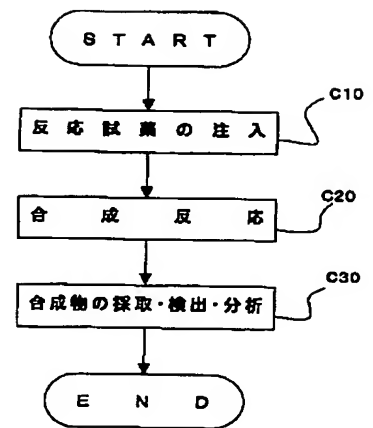 START
C10
反応試薬の注入
C20
合成反応
C30
合成物の採取・検出・分析
END